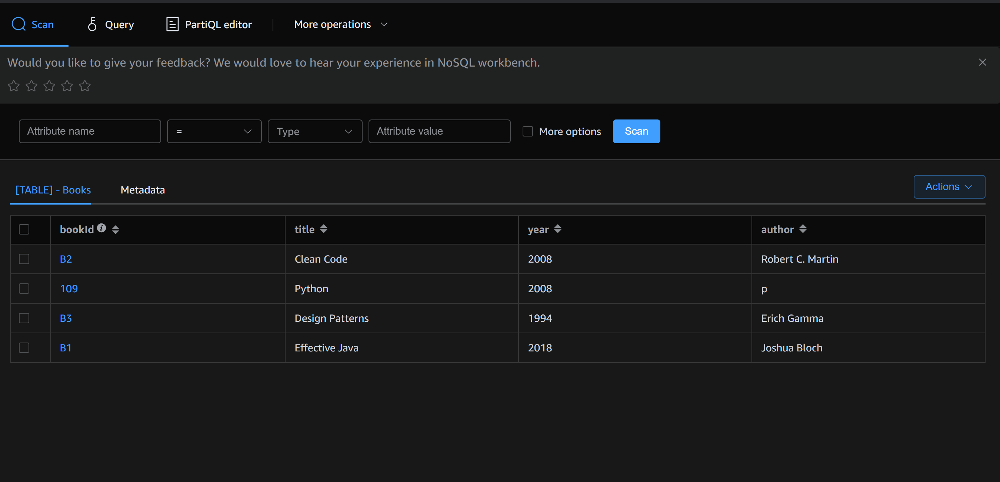 Scan Query PartiQL editor More operations
Would you like to give your feedback? We would love to hear your experience in NoSQL workbench.
Attribute name = Type Attribute value More options Scan
[TABLE] - Books Metadata Actions
bookId title year author
B2 Clean Code 2008 Robert C. Martin
109 Python 2008 p
B3 Design Patterns 1994 Erich Gamma
B1 Effective Java 2018 Joshua Bloch